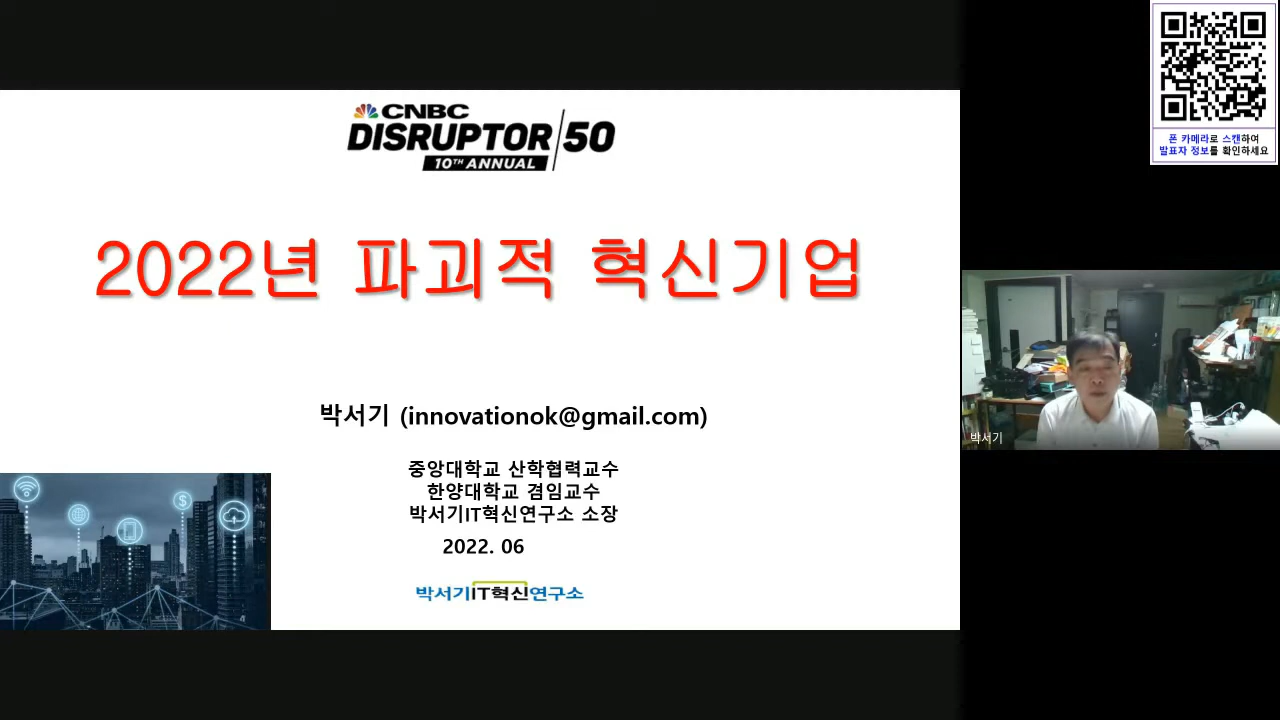 CNBC
DISRUPTOR/50
10TH ANNUAL
2022년 파괴적 혁신기업
박서기 (innovationok@gmail.com)
중앙대학교 산학협력교수
한양대학교 겸임교수
박서기IT혁신연구소 소장
2022. 06
박서기IT혁신연구소
$
폰 카메라로 스캔하여
발표자 정보를 확인하세요
박서기